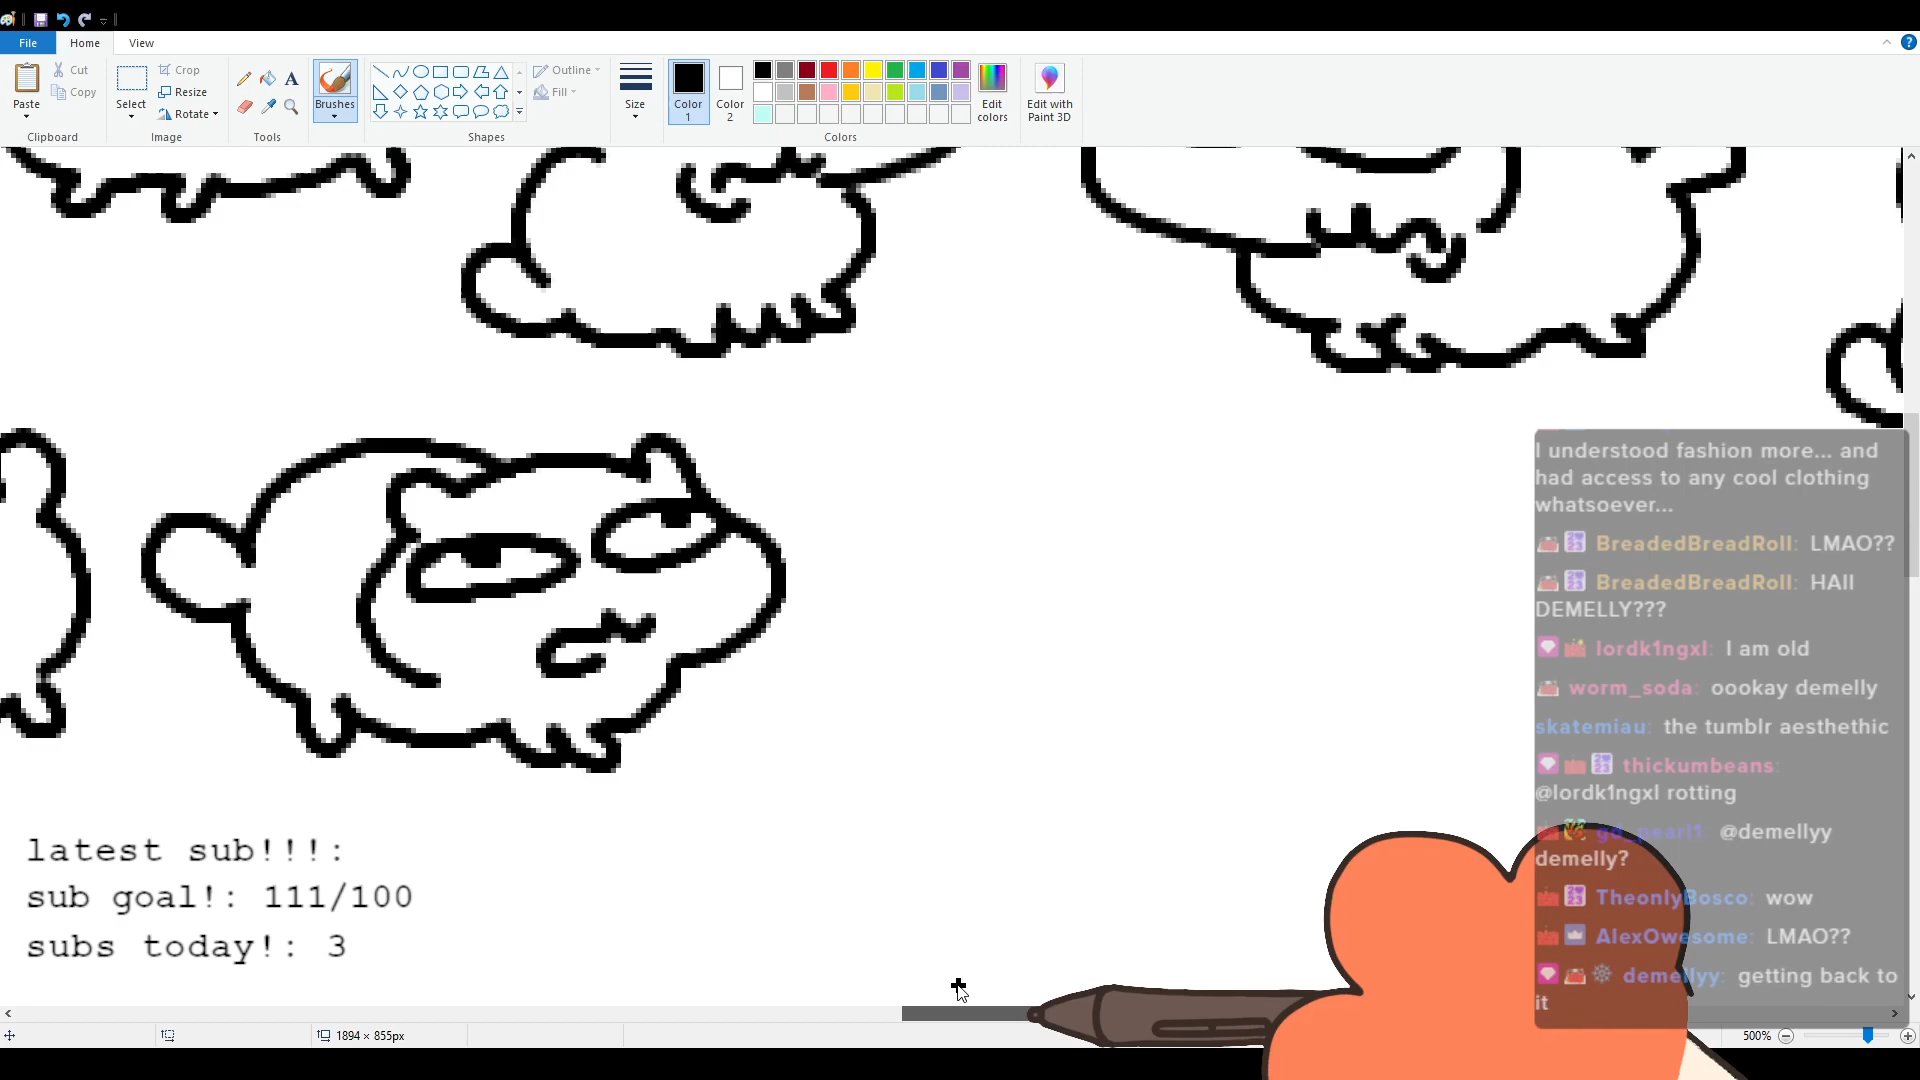 File Home View
Cut
Copy
Paste
Crop
Resize
Rotate
Select
Brushes
Outline
Fill
Size
Color 1
Color 2
Edit colors
Edit with Paint 3D
Clipboard Image Tools Shapes Colors
I understood fashion more... and
had access to any cool clothing
whatsoever...
BreadedBreadRoll: LMAO??
BreadedBreadRoll: HAII
DEMELLY???
lordk1ngxl: I am old
worm_soda: oookay demelly
skatemiau: the tumblr aesthethic
thickumbeans:
@lordk1ngxl rotting
gd_pearl1: @demellyy
demelly?
TheonlyBosco: wow
AlexOwesome: LMAO??
demellyy: getting back to
it
latest sub!!!:
sub goal!: 111/100
subs today!: 3
1894 × 855px
500%